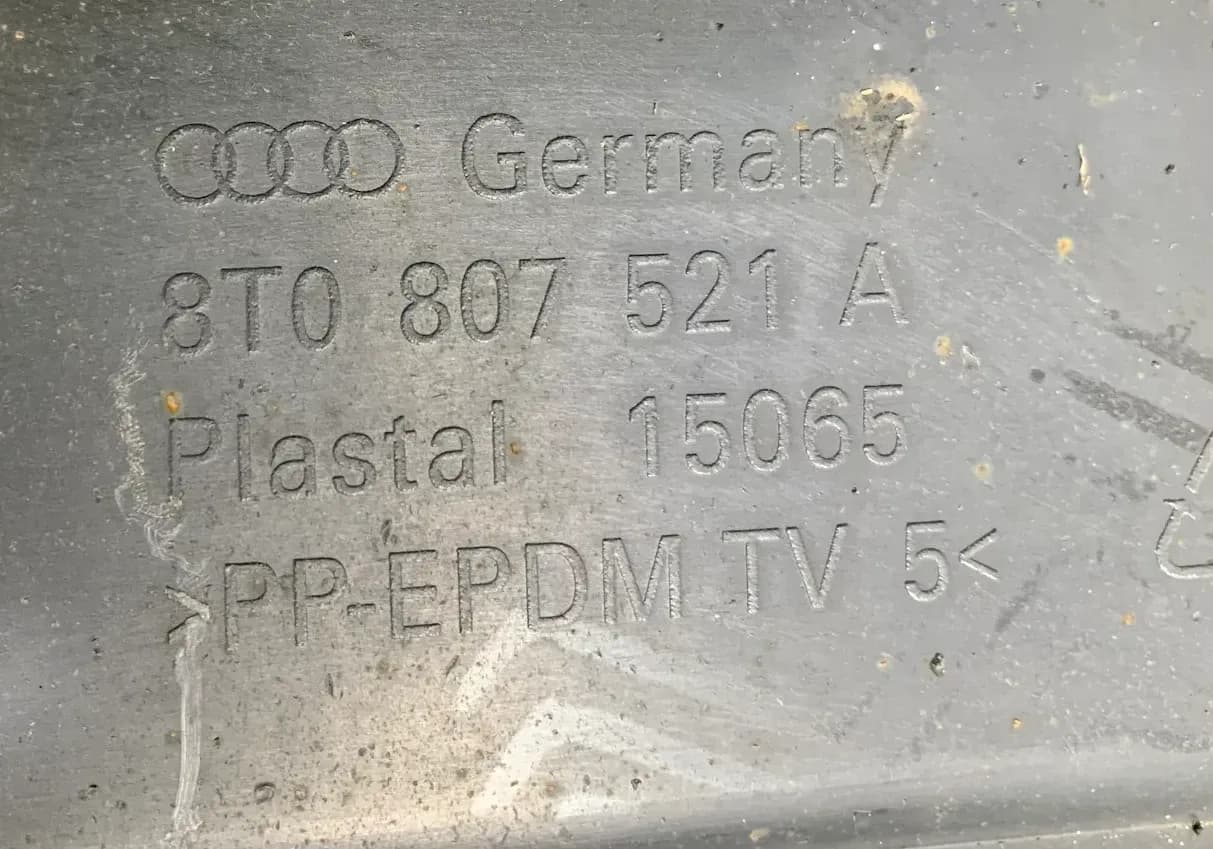 Germany
8T0 807 521 A
Plastal 15065
>PP-EPDM TV 5<